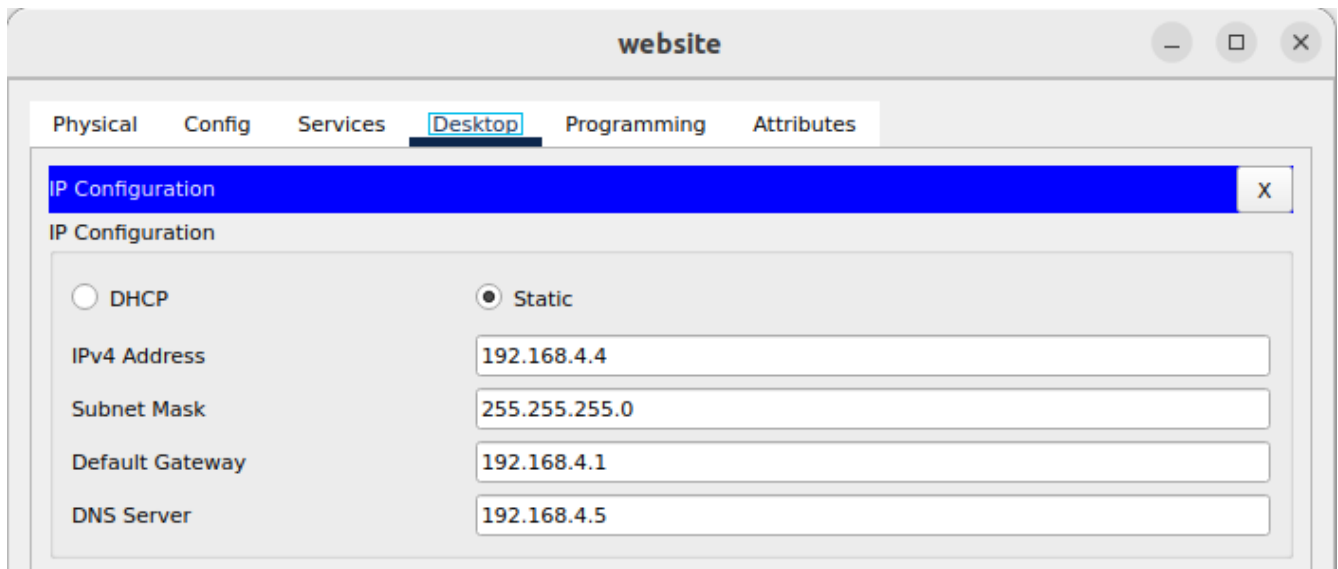 website
Physical Config Services Desktop Programming Attributes
IP Configuration X
IP Configuration
DHCP Static
IPv4 Address 192.168.4.4
Subnet Mask 255.255.255.0
Default Gateway 192.168.4.1
DNS Server 192.168.4.5